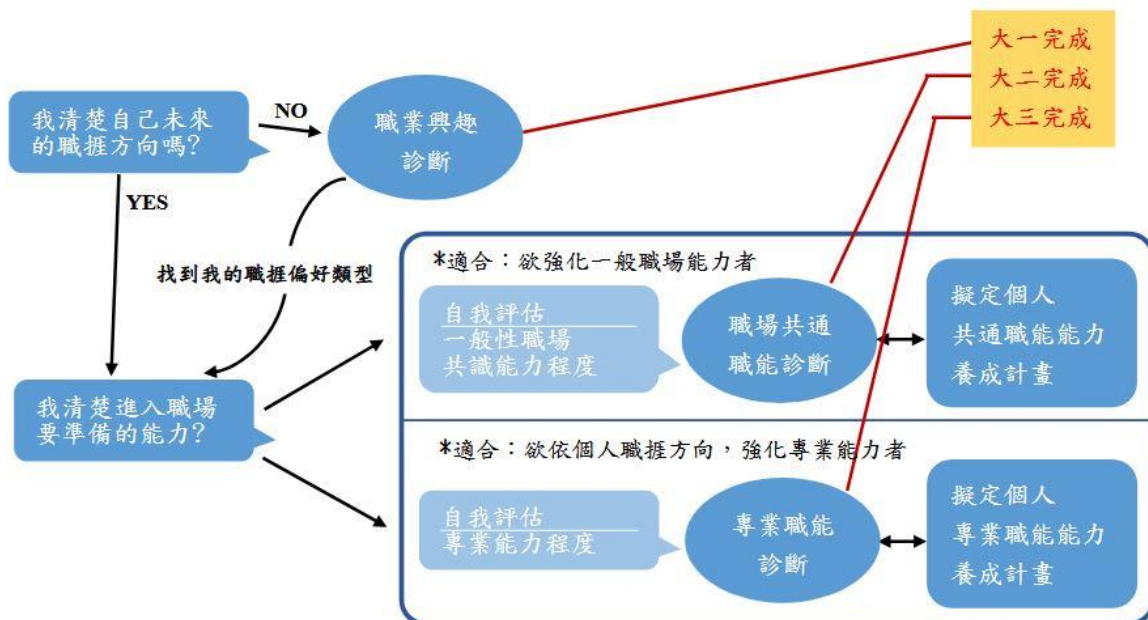 大一完成
大二完成
大三完成
我清楚自己未來
的職捱方向嗎?
NO
職業興趣
診斷
YES
找到我的職捱偏好類型
我清楚進入職場
要準備的能力?
*適合：欲強化一般職場能力者
自我評估
一般性職場
共識能力程度
職場共通
職能診斷
擬定個人
共通職能能力
養成計畫
*適合：欲依個人職捱方向，強化專業能力者
自我評估
專業能力程度
專業職能
診斷
擬定個人
專業職能能力
養成計畫